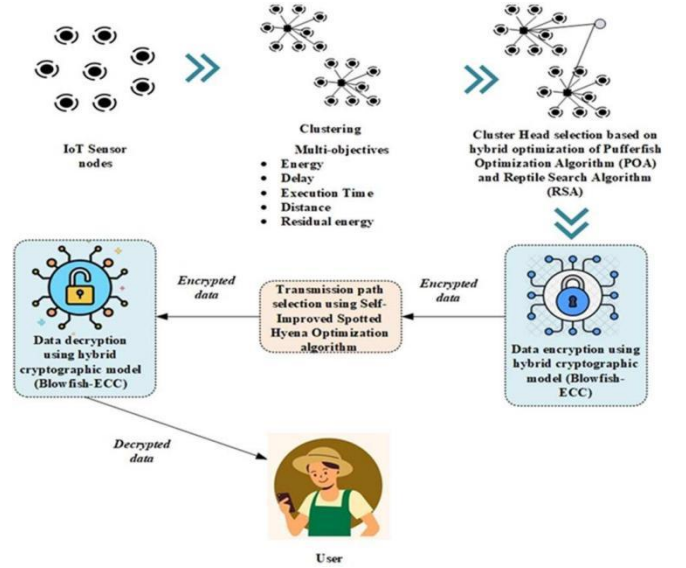 IoT Sensor
nodes
Clustering
Multi-objectives
• Energy
• Delay
• Execution Time
• Distance
• Residual energy
Cluster Head selection based on
hybrid optimization of Pufferfish
Optimization Algorithm (POA)
and Reptile Search Algorithm
(RSA)
Data encryption using
hybrid cryptographic
model (Blowfish-
ECC)
Encrypted
data
Transmission path
selection using Self-
Improved Spotted
Hyena Optimization
algorithm
Encrypted
data
Data decryption
using hybrid
cryptographic model
(Blowfish-ECC)
Decrypted
data
User